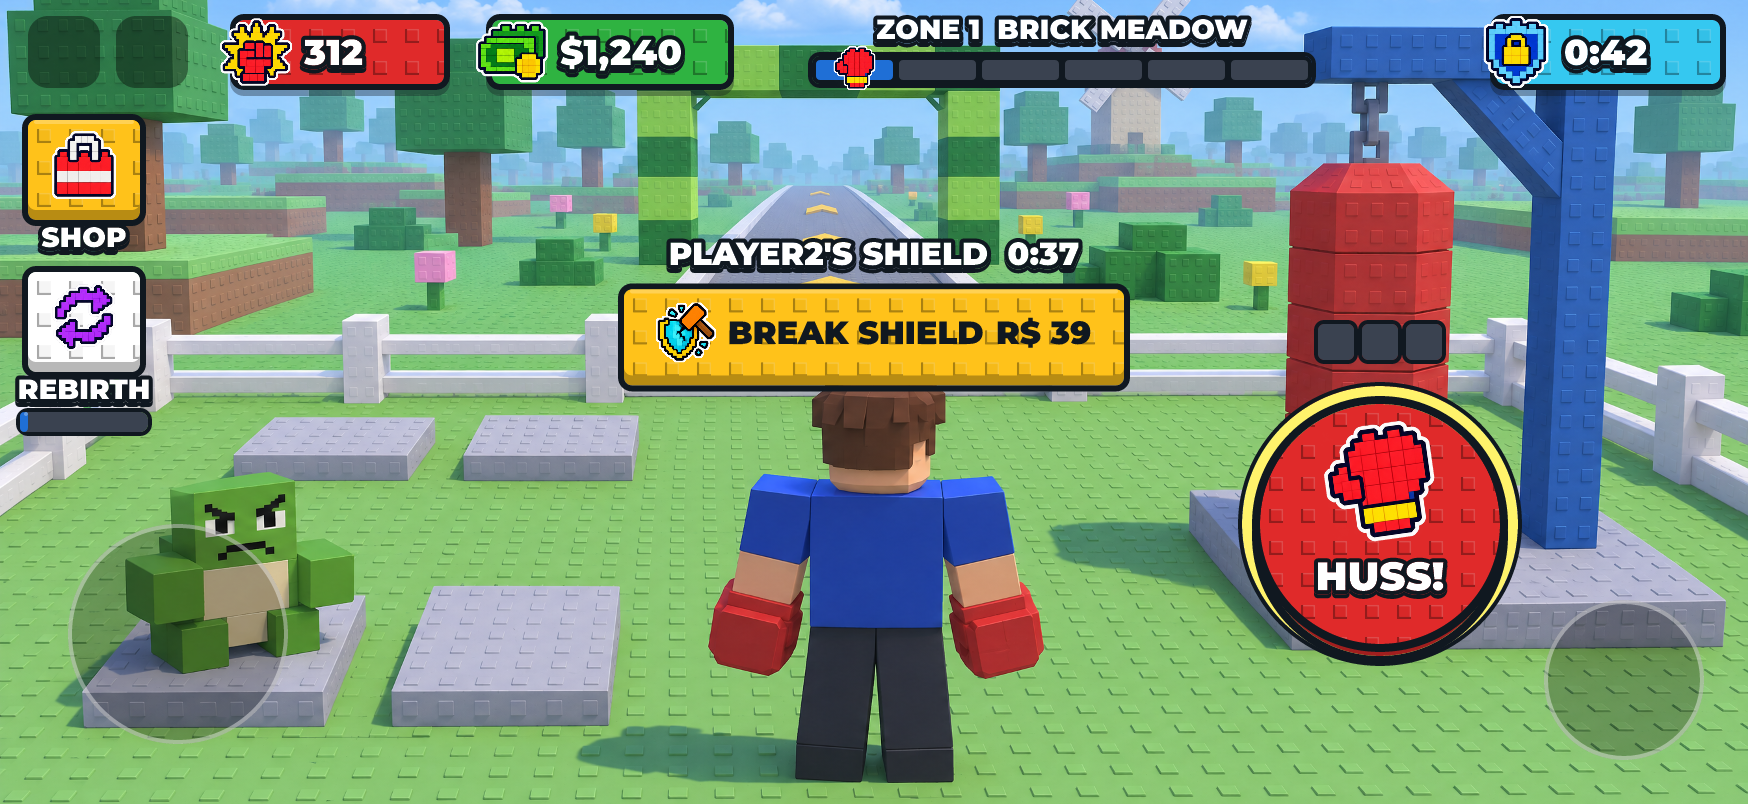 312
$1,240
ZONE 1 BRICK MEADOW
0:42
SHOP
REBIRTH
PLAYER2'S SHIELD 0:37
BREAK SHIELD R$ 39
HUSS!